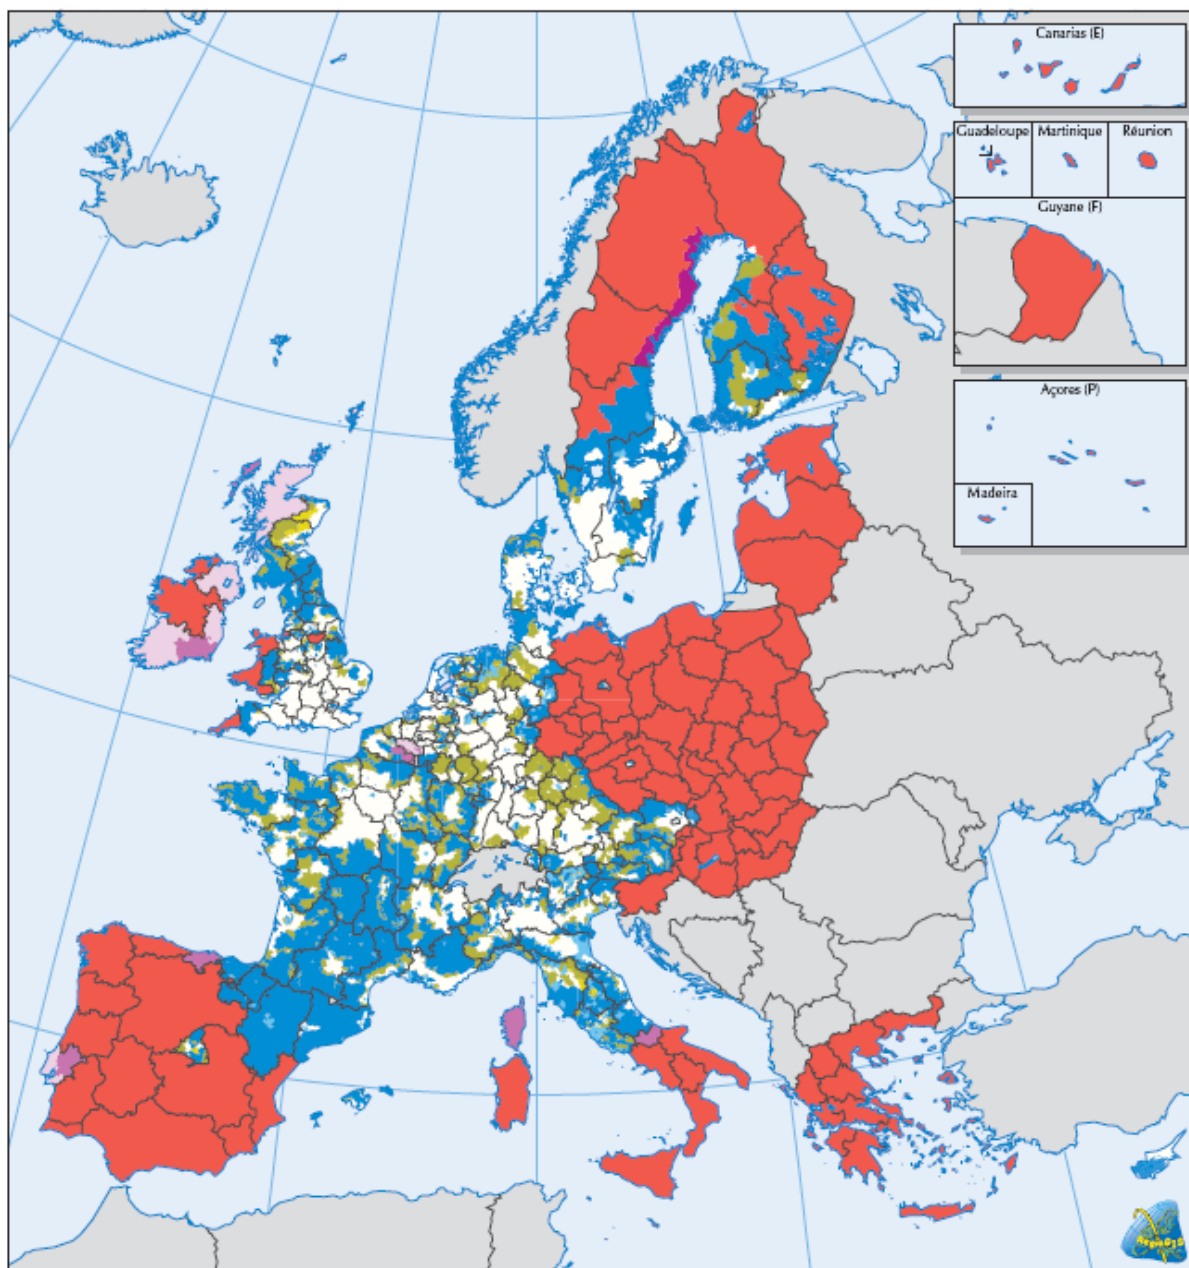 Canarias (E)
Guadeloupe
Martinique
Réunion
Guyane (F)
Açores (P)
Madeira